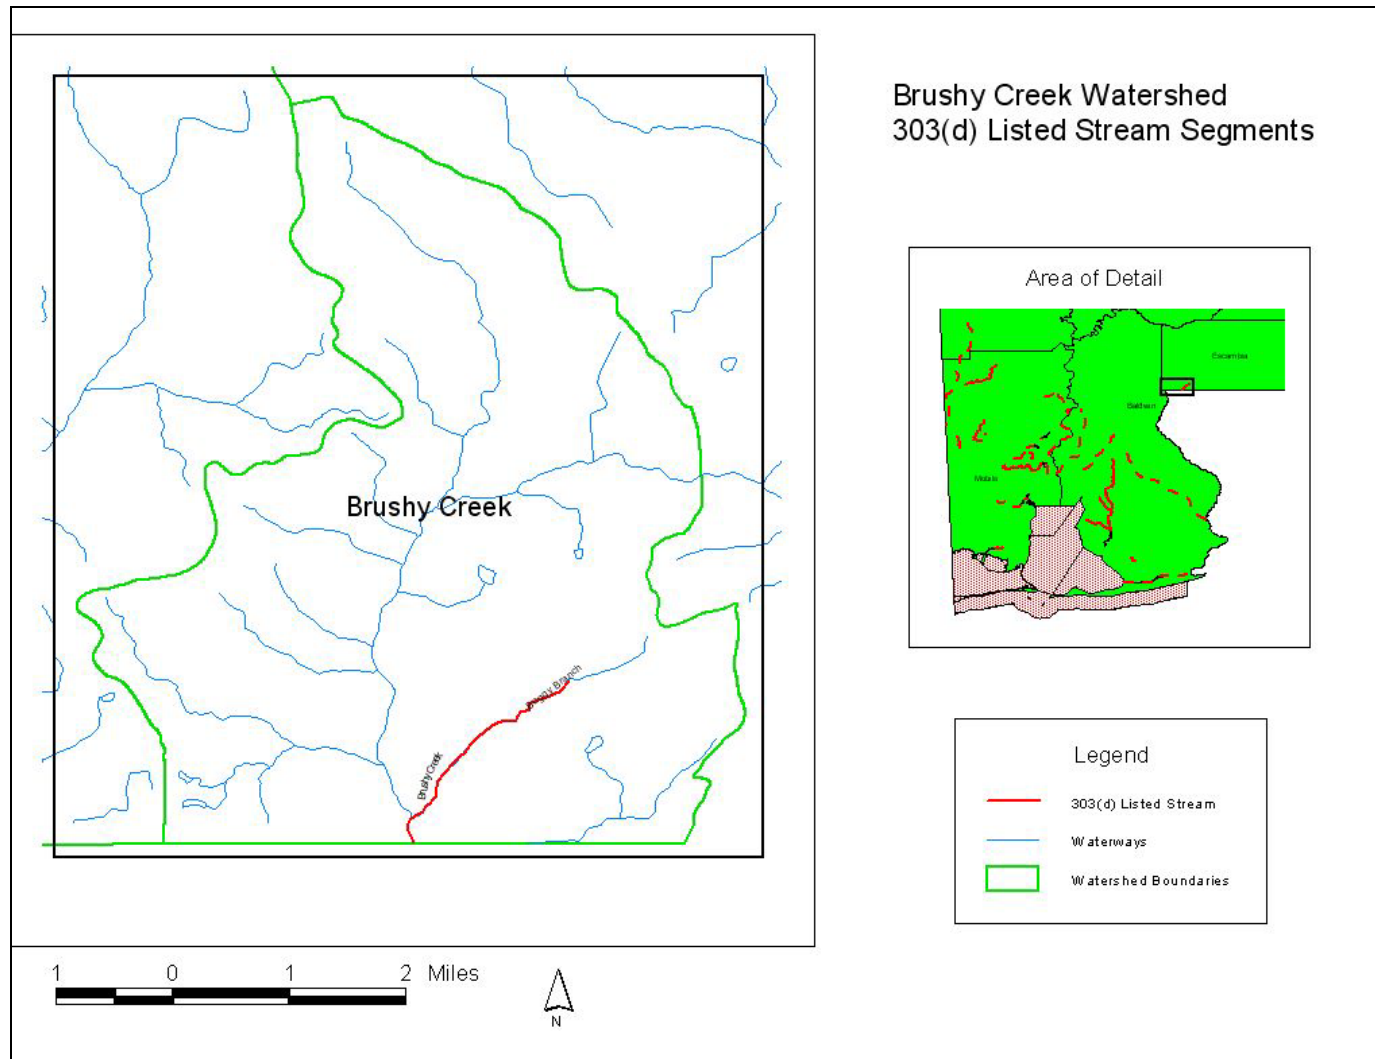 Brushy Creek Watershed
303(d) Listed Stream Segments
Area of Detail
Escambia
Baldwin
Mobile
Brushy Creek
Boggy Branch
Brushy Creek
Legend
303(d) Listed Stream
Waterways
Watershed Boundaries
1 0 1 2 Miles
N